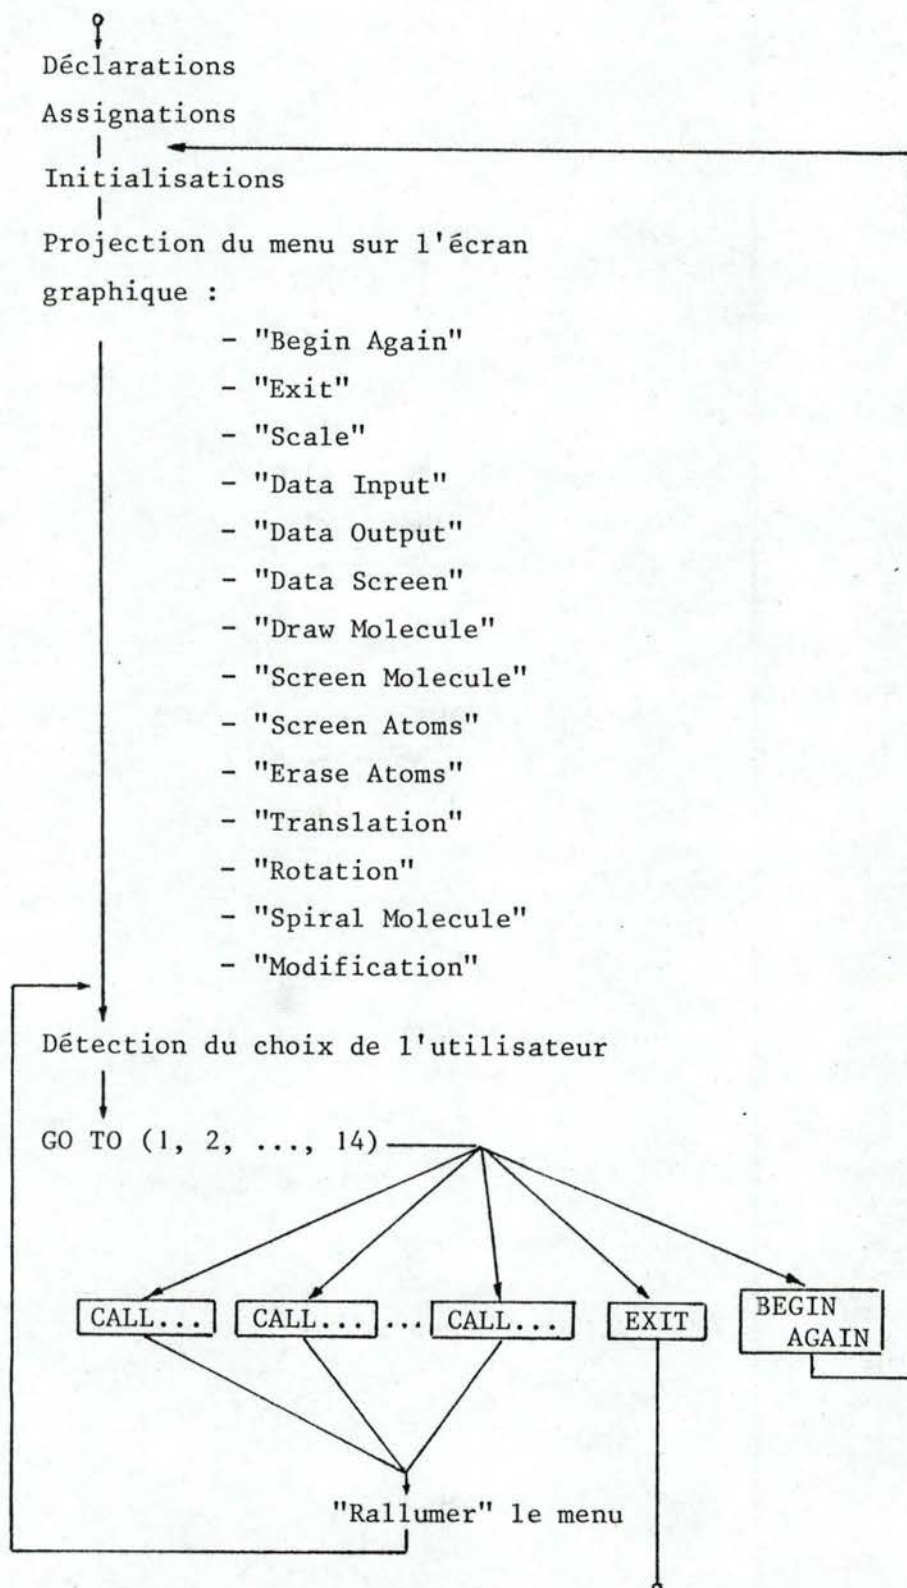 Déclarations
Assignations
Initialisations
Projection du menu sur l'écran
graphique :
- "Begin Again"
- "Exit"
- "Scale"
- "Data Input"
- "Data Output"
- "Data Screen"
- "Draw Molecule"
- "Screen Molecule"
- "Screen Atoms"
- "Erase Atoms"
- "Translation"
- "Rotation"
- "Spiral Molecule"
- "Modification"
Détection du choix de l'utilisateur
GO TO (1, 2, ..., 14)
CALL... CALL... ... CALL... EXIT BEGIN
AGAIN
"Rallumer" le menu